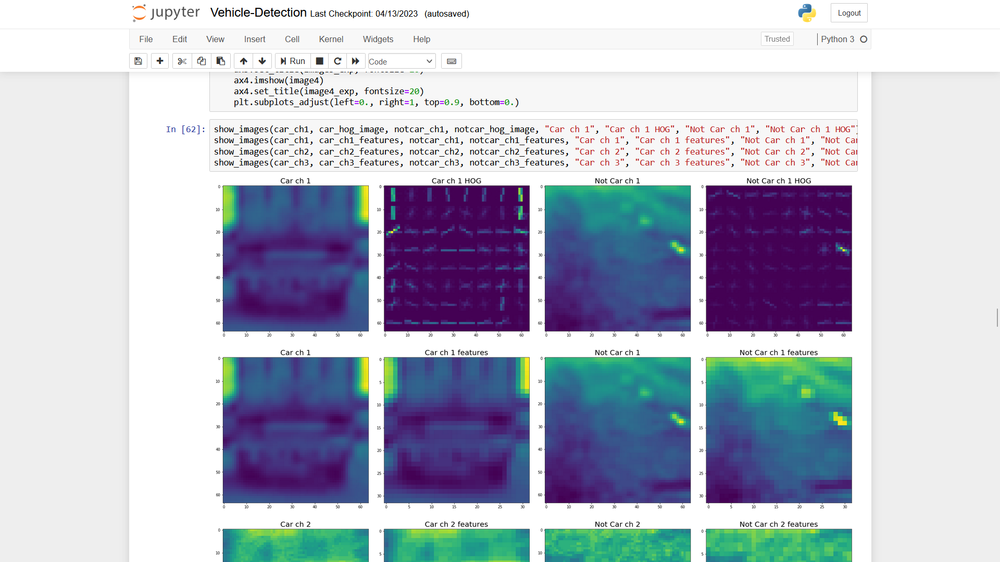 jupyter Vehicle-Detection Last Checkpoint: 04/13/2023 (autosaved) Logout
File Edit View Insert Cell Kernel Widgets Help Trusted Python 3
Run Code
ax4.imshow(image4)
ax4.set_title(image4_exp, fontsize=20)
plt.subplots_adjust(left=0., right=1, top=0.9, bottom=0.)
In [62]: show_images(car_ch1, car_hog_image, notcar_ch1, notcar_hog_image, "Car ch 1", "Car ch 1 HOG", "Not Car ch 1", "Not Car ch 1 HOG")
show_images(car_ch1, car_ch1_features, notcar_ch1, notcar_ch1_features, "Car ch 1", "Car ch 1 features", "Not Car ch 1", "Not Car
show_images(car_ch2, car_ch2_features, notcar_ch2, notcar_ch2_features, "Car ch 2", "Car ch 2 features", "Not Car ch 2", "Not Car
show_images(car_ch3, car_ch3_features, notcar_ch3, notcar_ch3_features, "Car ch 3", "Car ch 3 features", "Not Car ch 3", "Not Car
Car ch 1 Car ch 1 HOG Not Car ch 1 Not Car ch 1 HOG
0 0 0 0
10 10 10 10
20 20 20 20
30 30 30 30
40 40 40 40
50 50 50 50
60 60 60 60
0 10 20 30 40 50 60 0 10 20 30 40 50 60 0 10 20 30 40 50 60 0 10 20 30 40 50 60
Car ch 1 Car ch 1 features Not Car ch 1 Not Car ch 1 features
0 0 0 0
10 5 10 5
20 10 20 10
30 15 30 15
40 20 40 20
50 25 50 25
60 30 60 30
0 10 20 30 40 50 60 0 5 10 15 20 25 30 0 10 20 30 40 50 60 0 5 10 15 20 25 30
Car ch 2 Car ch 2 features Not Car ch 2 Not Car ch 2 features
0 0 0 0
10 5 10 5